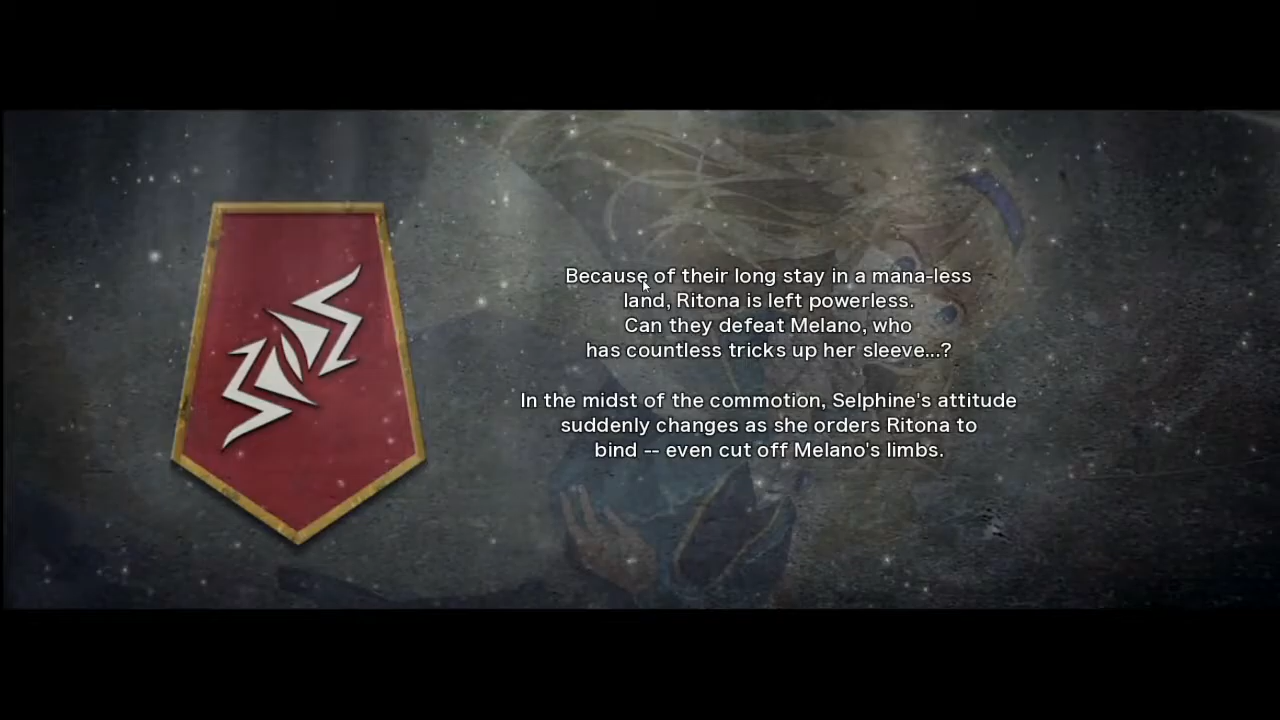 Because of their long stay in a mana-less
land, Ritona is left powerless.
Can they defeat Melano, who
has countless tricks up her sleeve...?
In the midst of the commotion, Selphine's attitude
suddenly changes as she orders Ritona to
bind -- even cut off Melano's limbs.